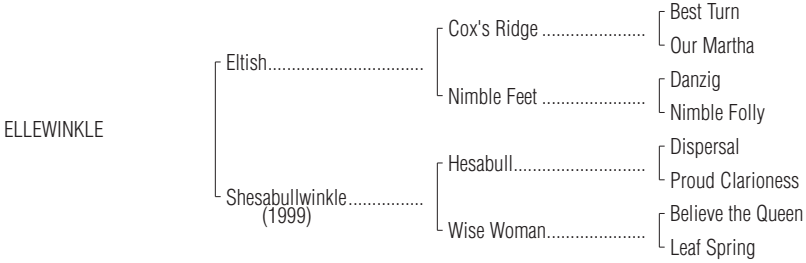 Best Turn
Cox's Ridge ......................
Our Martha
Eltish.................................
Danzig
Nimble Feet ......................
Nimble Folly
ELLEWINKLE
Dispersal
Hesabull............................
Proud Clarioness
Shesabullwinkle................
(1999)
Believe the Queen
Wise Woman.....................
Leaf Spring